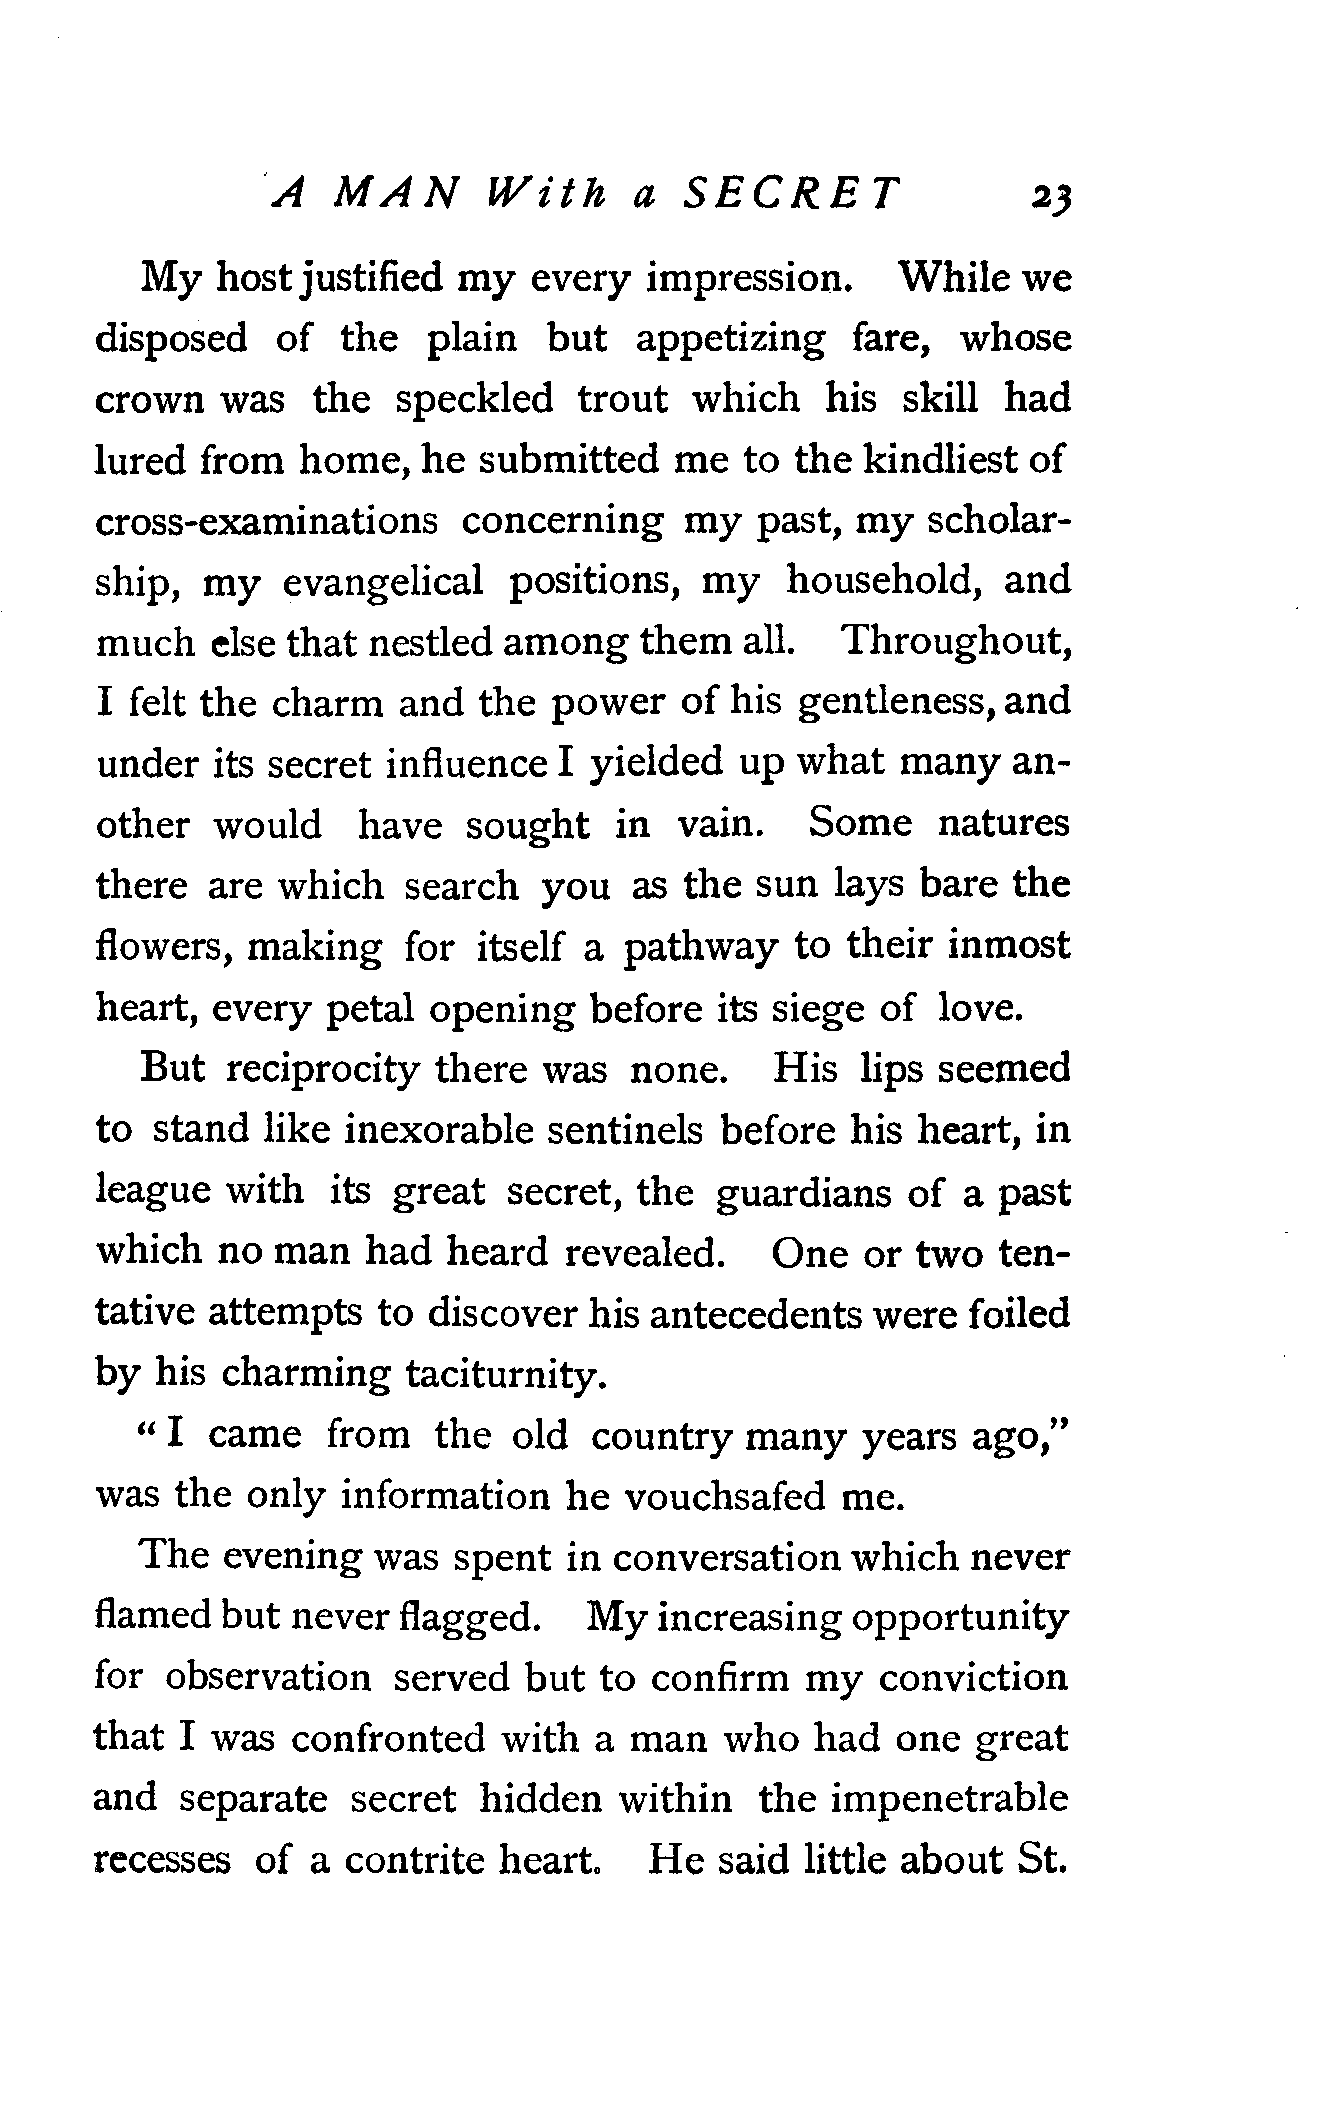 A MAN With a SECRET 23
My host justified my every impression. While we
disposed of the plain but appetizing fare, whose
crown was the speckled trout which his skill had
lured from home, he submitted me to the kindliest of
cross-examinations concerning my past, my scholar-
ship, my evangelical positions, my household, and
much else that nestled among them all. Throughout,
I felt the charm and the power of his gentleness, and
under its secret influence I yielded up what many an-
other would have sought in vain. Some natures
there are which search you as the sun lays bare the
flowers, making for itself a pathway to their inmost
heart, every petal opening before its siege of love.
But reciprocity there was none. His lips seemed
to stand like inexorable sentinels before his heart, in
league with its great secret, the guardians of a past
which no man had heard revealed. One or two ten-
tative attempts to discover his antecedents were foiled
by his charming taciturnity.
" I came from the old country many years ago,"
was the only information he vouchsafed me.
The evening was spent in conversation which never
flamed but never flagged. My increasing opportunity
for observation served but to confirm my conviction
that I was confronted with a man who had one great
and separate secret hidden within the impenetrable
recesses of a contrite heart. He said little about St.